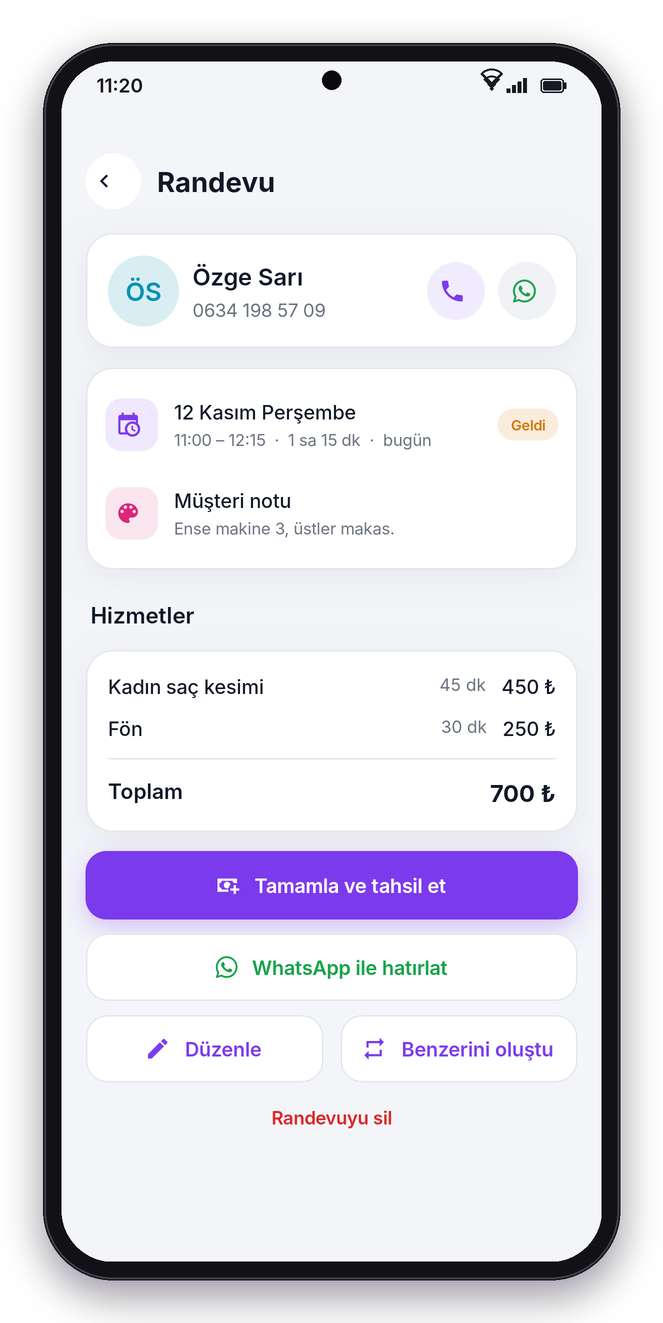 11:20
Randevu
ÖS
Özge Sarı
0634 198 57 09
12 Kasım Perşembe
11:00 – 12:15 · 1 sa 15 dk · bugün
Geldi
Müşteri notu
Ense makine 3, üstler makas.
Hizmetler
Kadın saç kesimi 45 dk 450 ₺
Fön 30 dk 250 ₺
Toplam 700 ₺
Tamamla ve tahsil et
WhatsApp ile hatırlat
Düzenle
Benzerini oluştu
Randevuyu sil